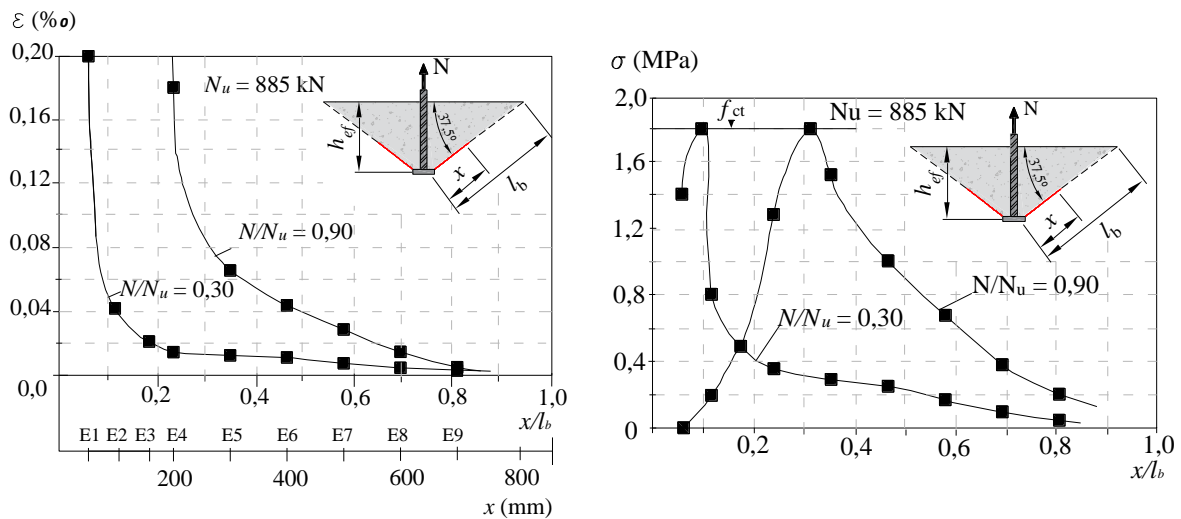 ε (‰)
0,20
0.16
0.12
0.08
0.04
0,0
0,2
0,4
0,6
0,8
1,0
x/lb
Nu = 885 kN
N
hef
37,5º
x
lb
N/Nu = 0,90
N/Nu = 0,30
E1 E2 E3 E4 E5 E6 E7 E8 E9
200 400 600 800
x (mm)
σ (MPa)
2,0
1.6
1,2
0,8
0,4
0
0,2
0,4
0,6
0,8
1,0
x/lb
fct
Nu = 885 kN
N
hef
37,5º
x
lb
N/Nu = 0,90
N/Nu = 0,30